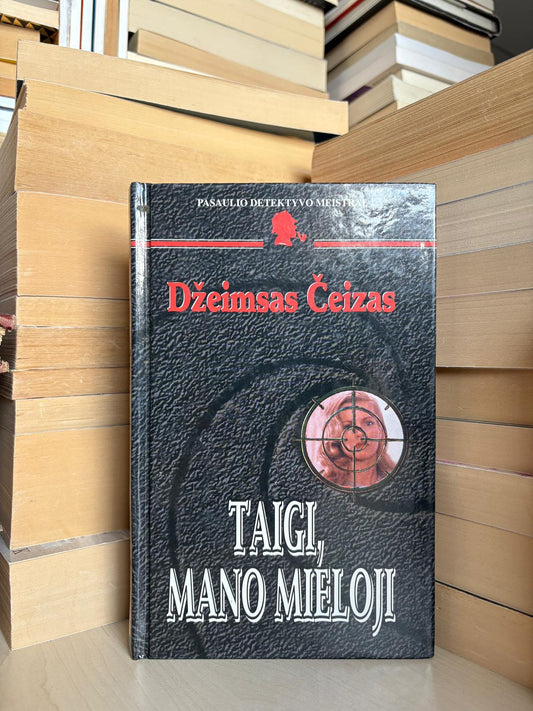 PASAULIO DETEKTYVO MEISTRAI
Džeimsas Čeizas
TAIGI,
MANO MIELOJI